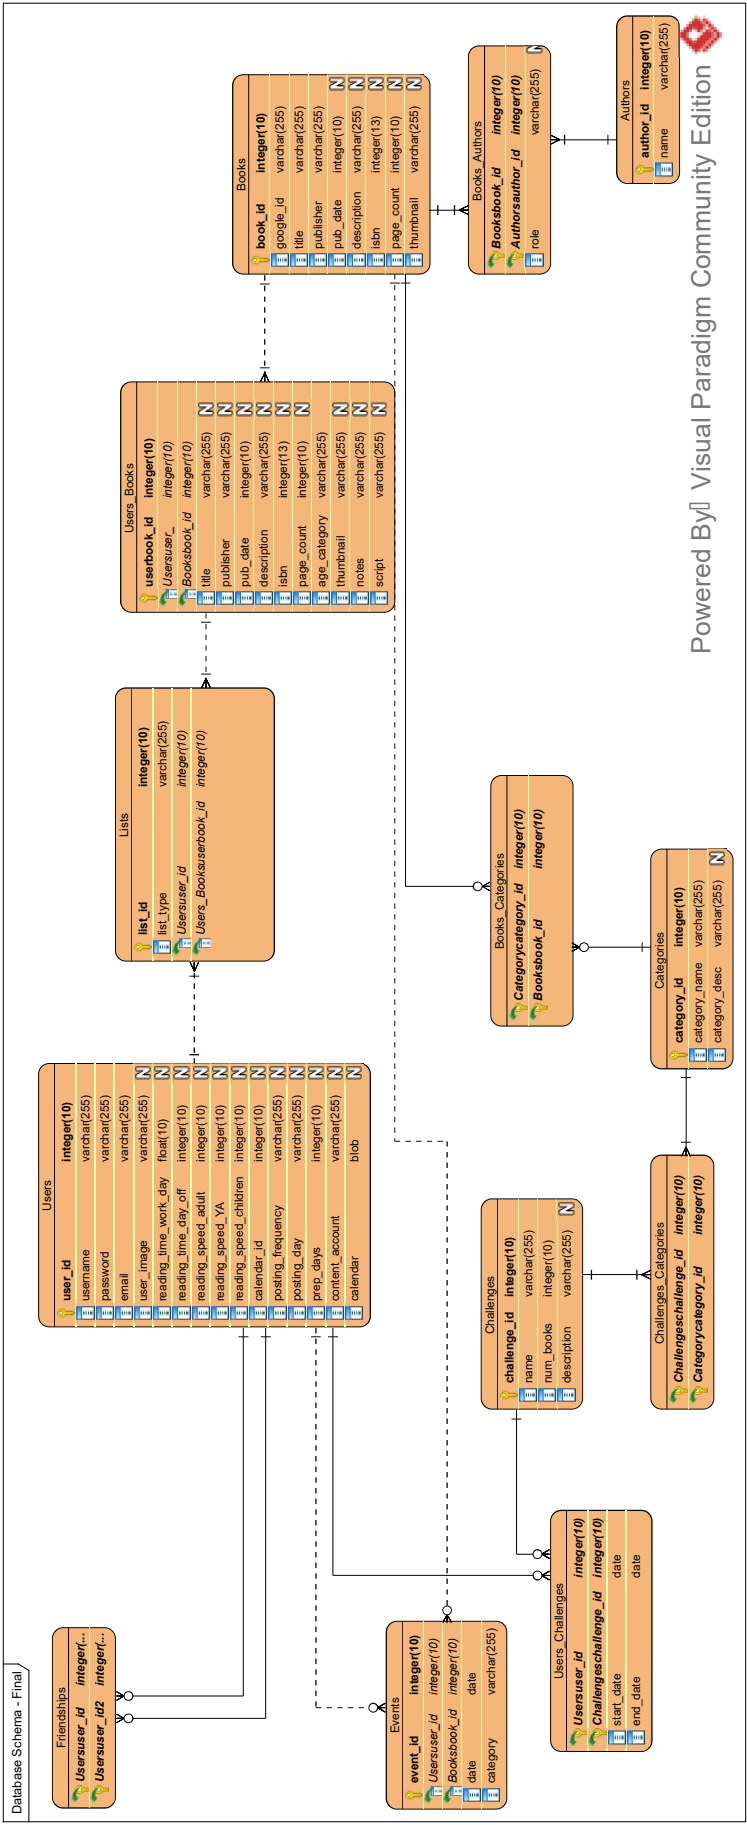 Database Schema - Final
Friendships
Usersuser_id integer(...
Usersuser_id2 integer(...
Users
user_id integer(10)
username varchar(255)
password varchar(255)
email varchar(255)
user_image varchar(255) N
reading_time_work_day float(10) N
reading_time_day_off integer(10) N
reading_speed_adult integer(10) N
reading_speed_YA integer(10) N
reading_speed_children integer(10) N
calendar_id integer(10) N
posting_frequency varchar(255) N
posting_day varchar(255) N
prep_days integer(10) N
content_account varchar(255) N
calendar blob N
Lists
list_id integer(10)
list_type varchar(255)
Usersuser_id integer(10)
Users_Booksuserbook_id integer(10)
Users_Books
userbook_id integer(10)
Usersuser_ integer(10)
Booksbook_id integer(10)
title varchar(255) N
publisher varchar(255) N
pub_date integer(10) N
description varchar(255) N
isbn integer(13) N
page_count integer(10) N
age_category varchar(255)
thumbnail varchar(255) N
notes varchar(255) N
script varchar(255) N
Books
book_id integer(10)
google_id varchar(255)
title varchar(255)
publisher varchar(255)
pub_date integer(10) N
description varchar(255) N
isbn integer(13) N
page_count integer(10) N
thumbnail varchar(255) N
Events
event_id integer(10)
Usersuser_id integer(10)
Booksbook_id integer(10)
date date
category varchar(255)
Challenges
challenge_id integer(10)
name varchar(255)
num_books integer(10)
description varchar(255) N
Books_Categories
Categorycategory_id integer(10)
Booksbook_id integer(10)
Books_Authors
Booksbook_id integer(10)
Authorsauthor_id integer(10)
role varchar(255) N
Users_Challenges
Usersuser_id integer(10)
Challengeschallenge_id integer(10)
start_date date
end_date date
Challenges_Categories
Challengeschallenge_id integer(10)
Categorycategory_id integer(10)
Categories
category_id integer(10)
category_name varchar(255)
category_desc varchar(255) N
Authors
author_id integer(10)
name varchar(255)
Powered By Visual Paradigm Community Edition